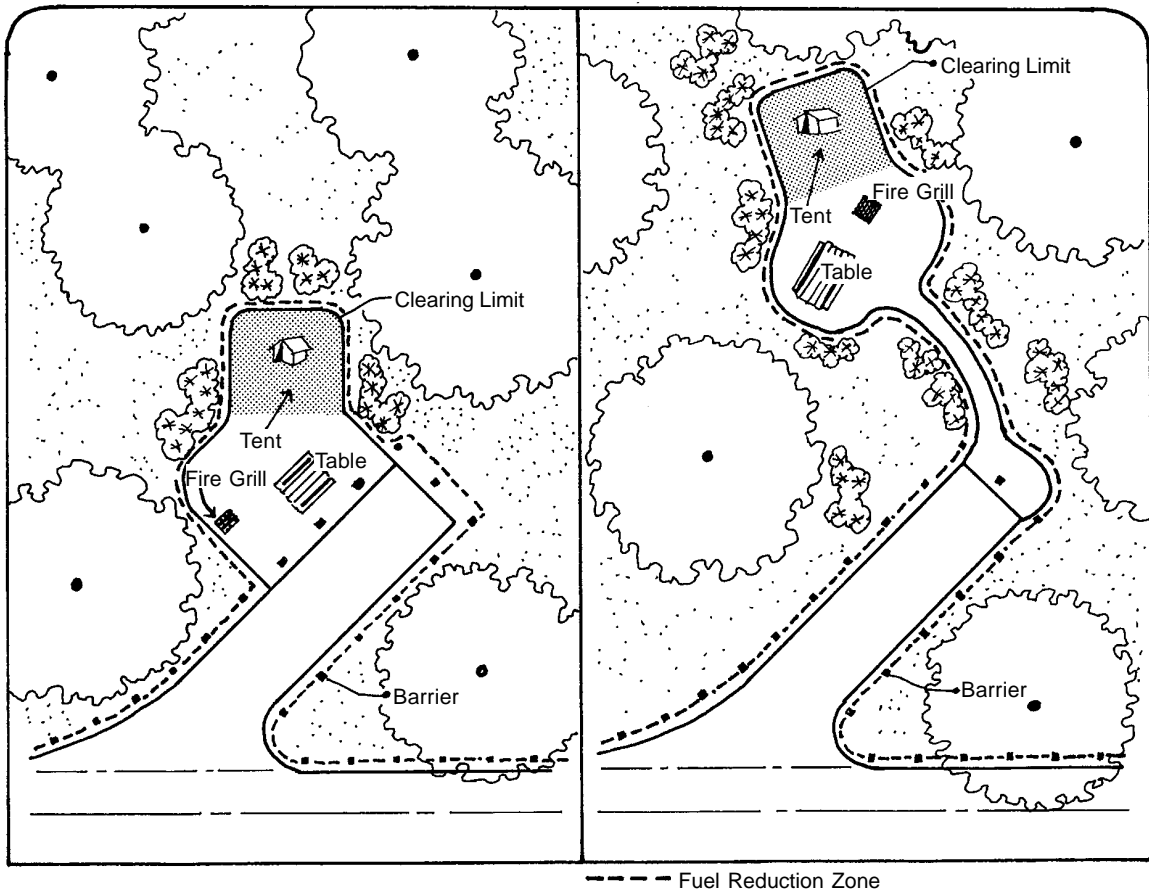 Clearing Limit
Tent
Fire Grill
Table
Barrier
Clearing Limit
Fire Grill
Tent
Table
Barrier
Fuel Reduction Zone